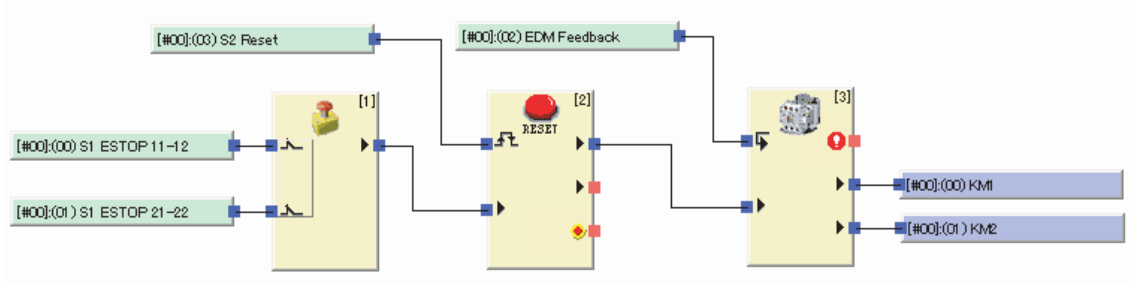 [#00]:(03) S2 Reset
[#00]:(02) EDM Feedback
[1]
[2]
[3]
RESET
[#00]:(00) S1 ESTOP 11-12
[#00]:(00) KM1
[#00]:(01) S1 ESTOP 21-22
[#00]:(01) KM2